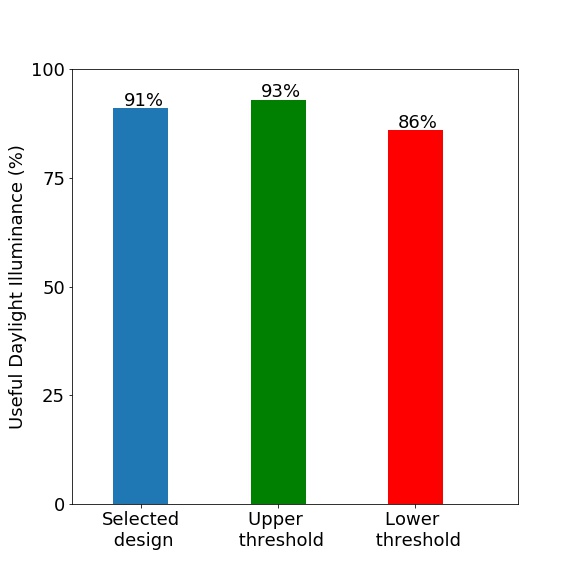 100
75
50
25
0
Useful Daylight Illuminance (%)
91%
93%
86%
Selected
design
Upper
threshold
Lower
threshold